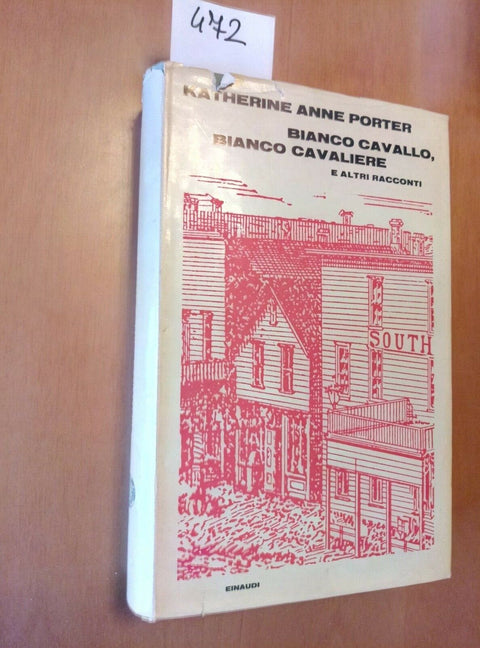 472
KATHERINE ANNE PORTER
BIANCO CAVALLO,
BIANCO CAVALIERE
E ALTRI RACCONTI
SOUTH
EINAUDI